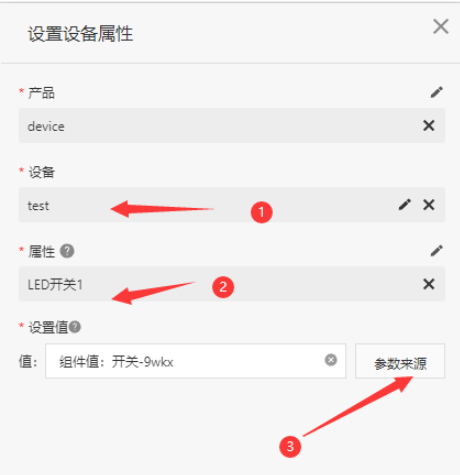 设置设备属性
* 产品
device
* 设备
test
1
* 属性
LED开关1
2
* 设置值
值： 组件值：开关-9wkx 参数来源
3